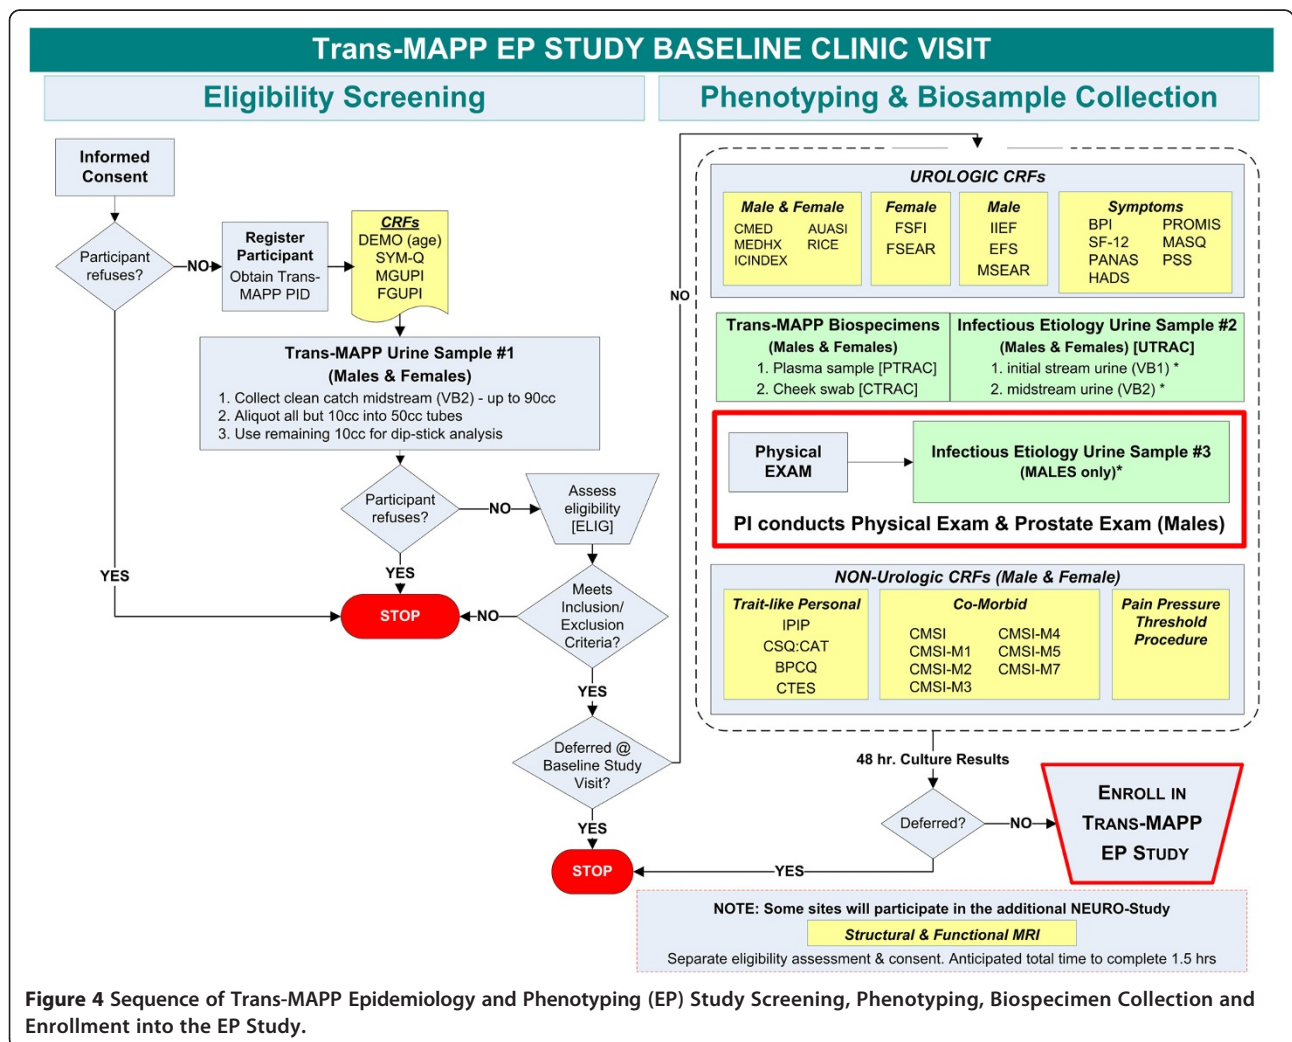 Trans-MAPP EP STUDY BASELINE CLINIC VISIT
Eligibility Screening
Informed
Consent
Participant
refuses?
NO
Register
Participant
Obtain Trans-
MAPP PID
CRFs
DEMO (age)
SYM-Q
MGUPI
FGUPI
Trans-MAPP Urine Sample #1
(Males & Females)
1. Collect clean catch midstream (VB2) - up to 90cc
2. Aliquot all but 10cc into 50cc tubes
3. Use remaining 10cc for dip-stick analysis
Participant
refuses?
NO
Assess
eligibility
[ELIG]
YES
YES
STOP
NO
Meets
Inclusion/
Exclusion
Criteria?
YES
Deferred @
Baseline Study
Visit?
YES
STOP
NO
Phenotyping & Biosample Collection
UROLOGIC CRFs
Male & Female
CMED AUASI
MEDHX RICE
ICINDEX
Female
FSFI
FSEAR
Male
IIEF
EFS
MSEAR
Symptoms
BPI PROMIS
SF-12 MASQ
PANAS PSS
HADS
Trans-MAPP Biospecimens
(Males & Females)
1. Plasma sample [PTRAC]
2. Cheek swab [CTRAC]
Infectious Etiology Urine Sample #2
(Males & Females) [UTRAC]
1. initial stream urine (VB1) *
2. midstream urine (VB2) *
Physical
EXAM
Infectious Etiology Urine Sample #3
(MALES only)*
PI conducts Physical Exam & Prostate Exam (Males)
NON-Urologic CRFs (Male & Female)
Trait-like Personal
IPIP
CSQ:CAT
BPCQ
CTES
Co-Morbid
CMSI CMSI-M4
CMSI-M1 CMSI-M5
CMSI-M2 CMSI-M7
CMSI-M3
Pain Pressure
Threshold
Procedure
48 hr. Culture Results
Deferred?
NO
YES
ENROLL IN
TRANS-MAPP
EP STUDY
NOTE: Some sites will participate in the additional NEURO-Study
Structural & Functional MRI
Separate eligibility assessment & consent. Anticipated total time to complete 1.5 hrs
Figure 4 Sequence of Trans-MAPP Epidemiology and Phenotyping (EP) Study Screening, Phenotyping, Biospecimen Collection and
Enrollment into the EP Study.